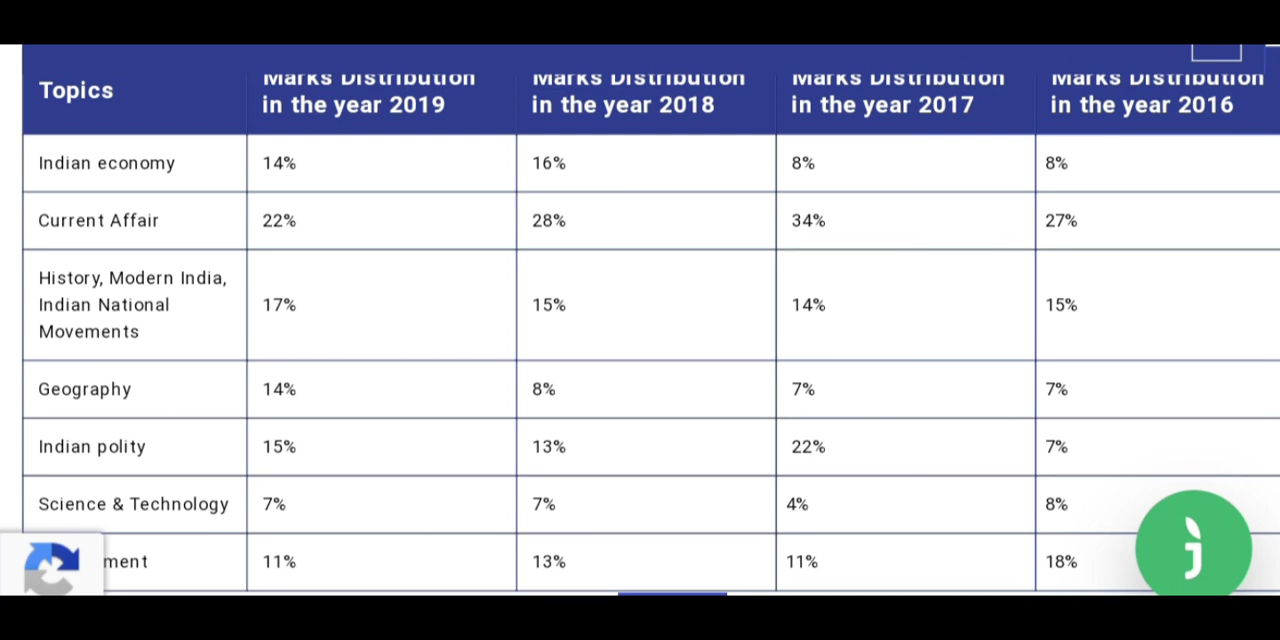 Topics
Marks Distribution
in the year 2019
Marks Distribution
in the year 2018
Marks Distribution
in the year 2017
Marks Distribution
in the year 2016
Indian economy 14% 16% 8% 8%
Current Affair 22% 28% 34% 27%
History, Modern India,
Indian National
Movements
17% 15% 14% 15%
Geography 14% 8% 7% 7%
Indian polity 15% 13% 22% 7%
Science & Technology 7% 7% 4% 8%
11% 13% 11% 18%